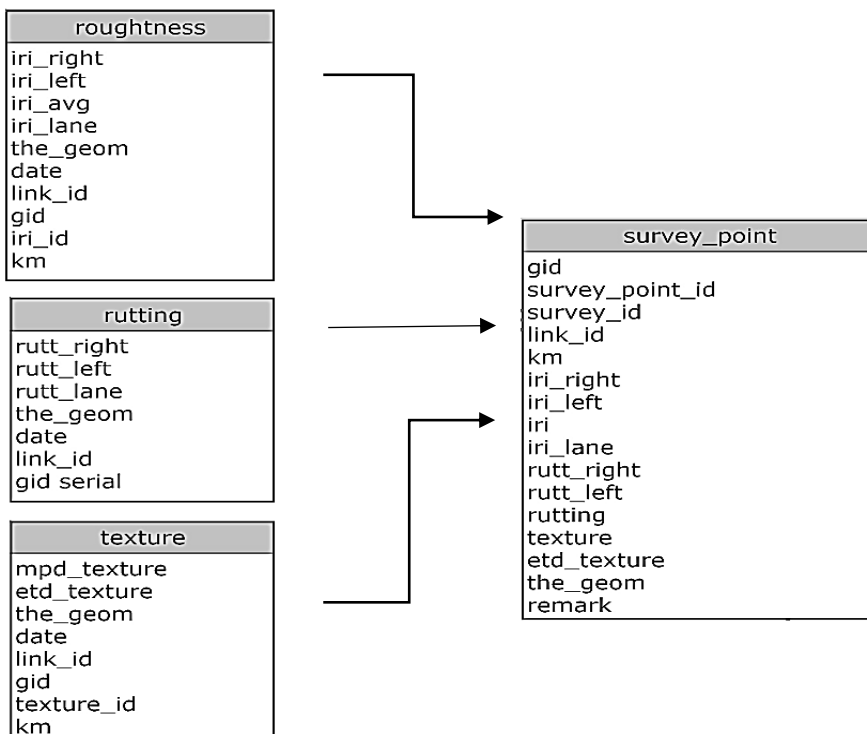 roughtness
iri_right
iri_left
iri_avg
iri_lane
the_geom
date
link_id
gid
iri_id
km
rutting
rutt_right
rutt_left
rutt_lane
the_geom
date
link_id
gid serial
texture
mpd_texture
etd_texture
the_geom
date
link_id
gid
texture_id
km
survey_point
gid
survey_point_id
survey_id
link_id
km
iri_right
iri_left
iri
iri_lane
rutt_right
rutt_left
rutting
texture
etd_texture
the_geom
remark